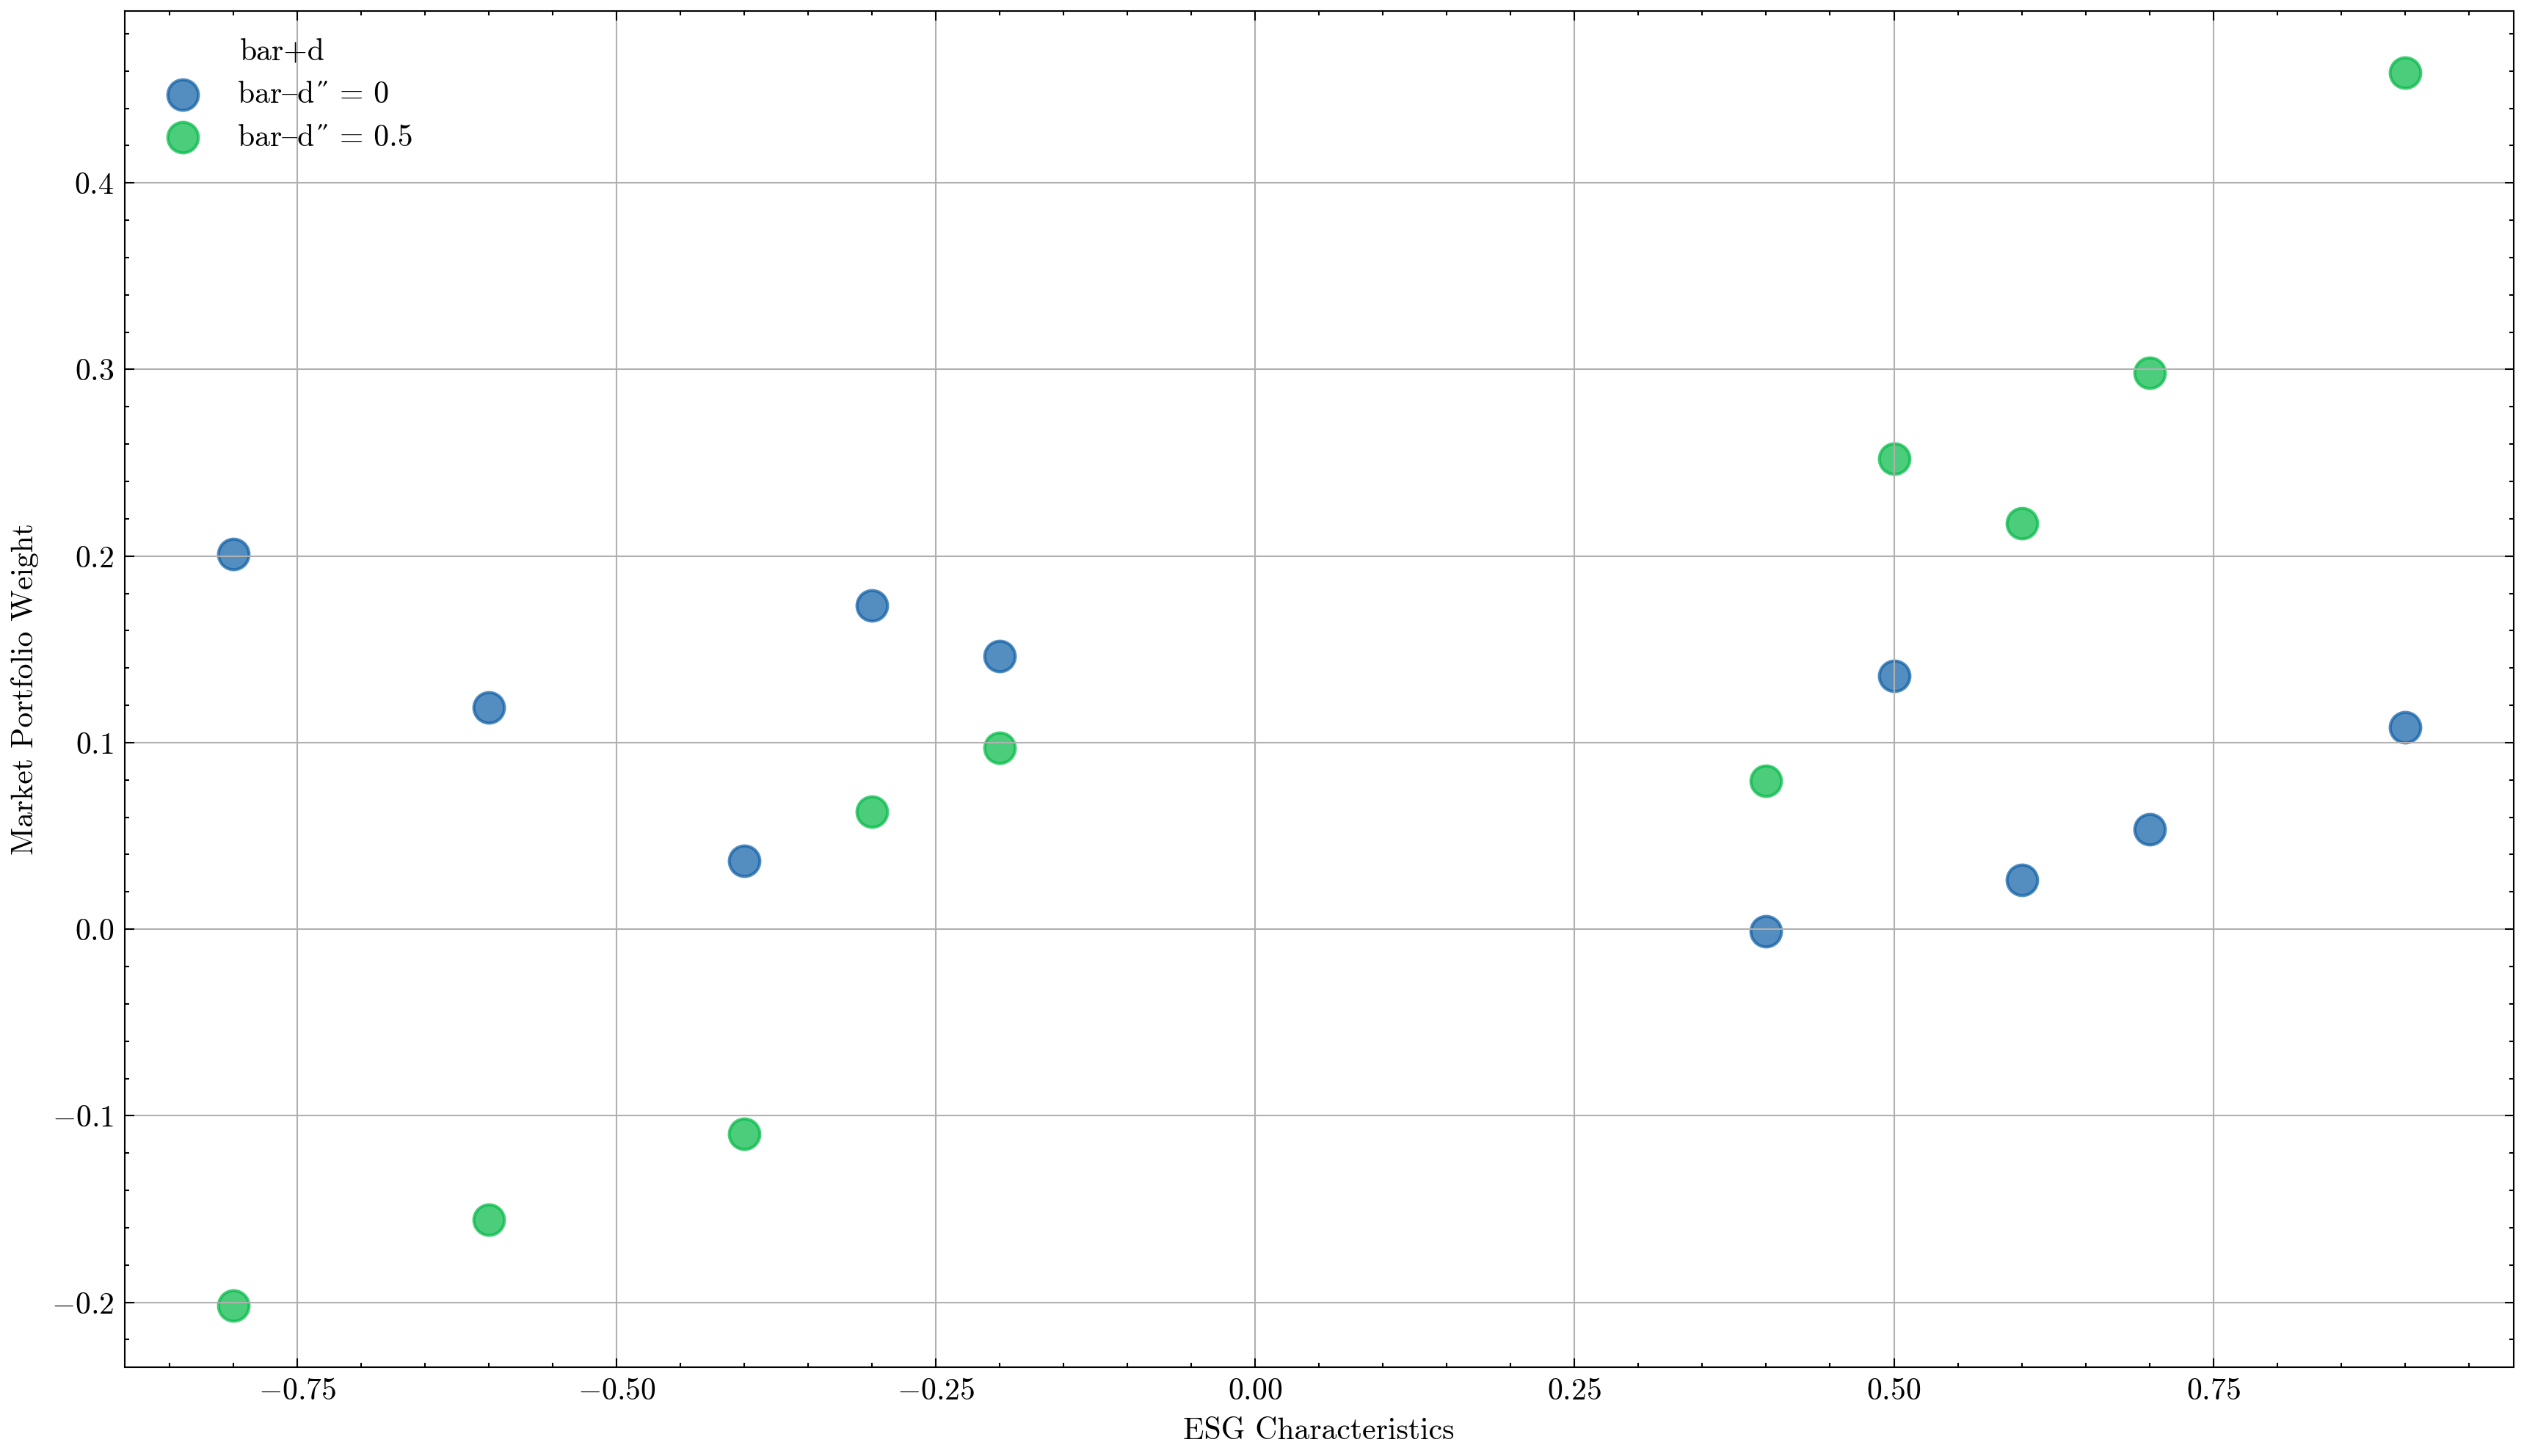 bar+d
bar–d˝ = 0
bar–d˝ = 0.5
0.4
0.3
0.2
0.1
0.0
−0.1
−0.2
Market Portfolio Weight
−0.75 −0.50 −0.25 0.00 0.25 0.50 0.75
ESG Characteristics